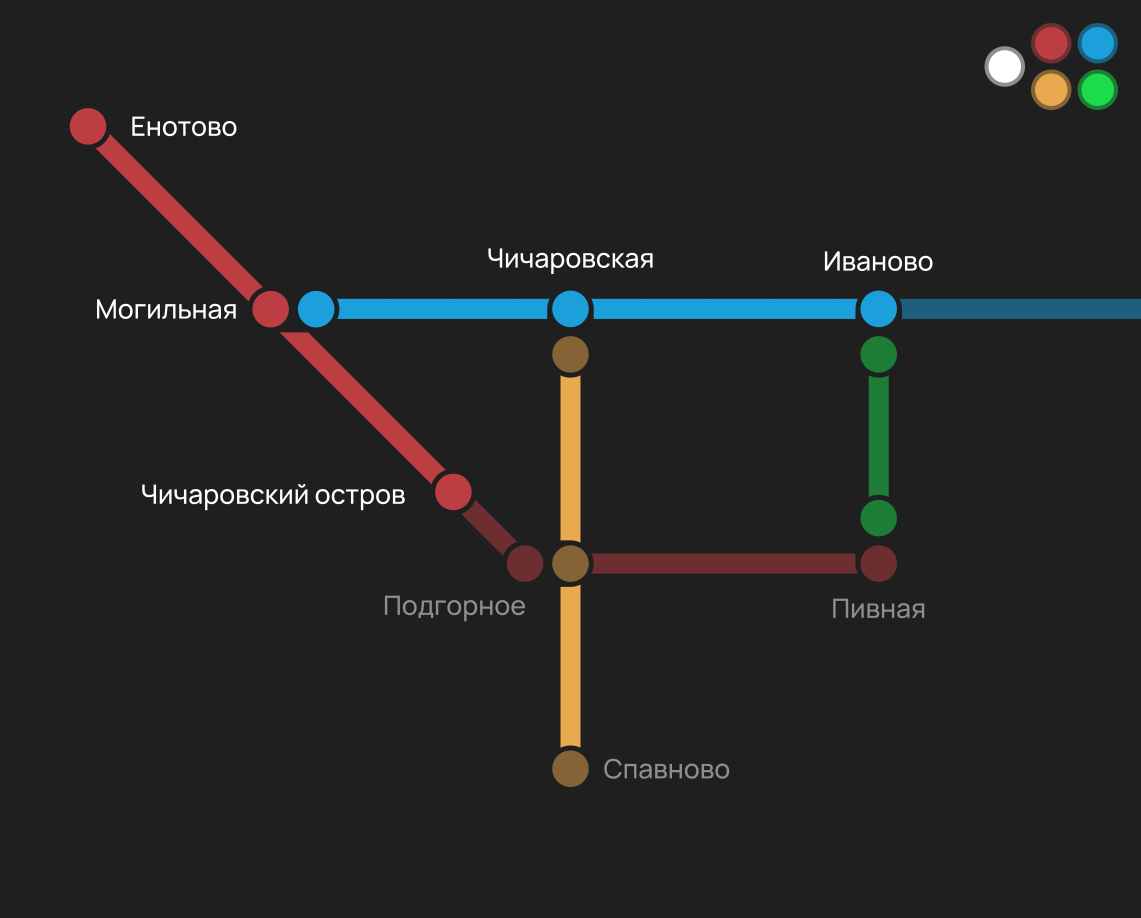 Енотово
Чичаровская
Иваново
Могильная
Чичаровский остров
Подгорное
Пивная
Спавново